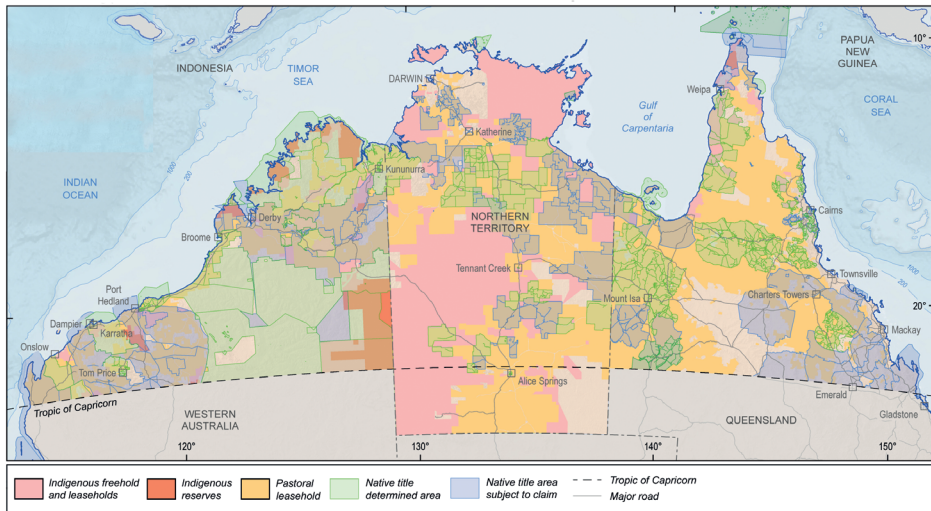 10°
PAPUA
NEW
GUINEA
INDONESIA
TIMOR
SEA
DARWIN
Weipa
CORAL
SEA
Gulf
of
Carpentaria
Katherine
1000
200
Kununurra
INDIAN
OCEAN
Derby
Cairns
Broome
NORTHERN
TERRITORY
Tennant Creek
Townsville
200
1000
Port
Hedland
Mount Isa
Charters Towers
20°
Dampier
Karratha
Mackay
Onslow
Tom Price
Alice Springs
Emerald
Tropic of Capricorn
WESTERN
AUSTRALIA
QUEENSLAND
Gladstone
120°
130°
140°
150°
Indigenous freehold
and leaseholds
Indigenous
reserves
Pastoral
leasehold
Native title
determined area
Native title area
subject to claim
Tropic of Capricorn
Major road